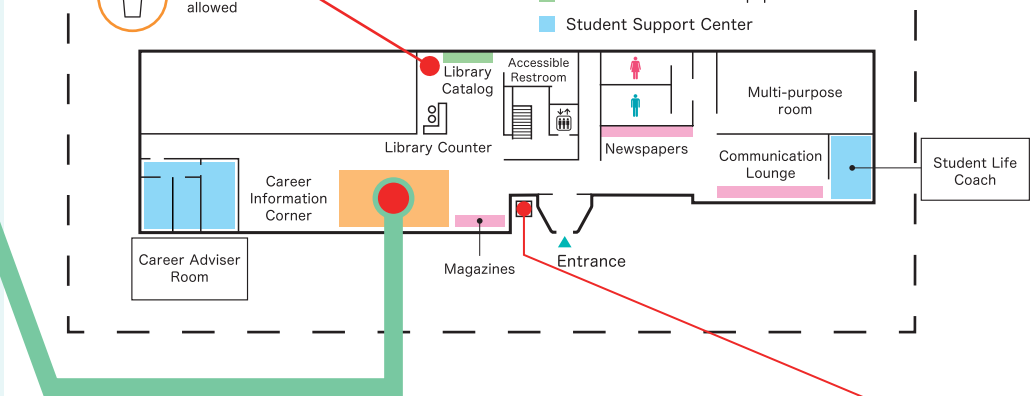 allowed
Student Support Center
Library
Catalog
Accessible
Restroom
Multi-purpose
room
Library Counter
Newspapers
Communication
Lounge
Student Life
Coach
Career
Information
Corner
Career Adviser
Room
Magazines
Entrance